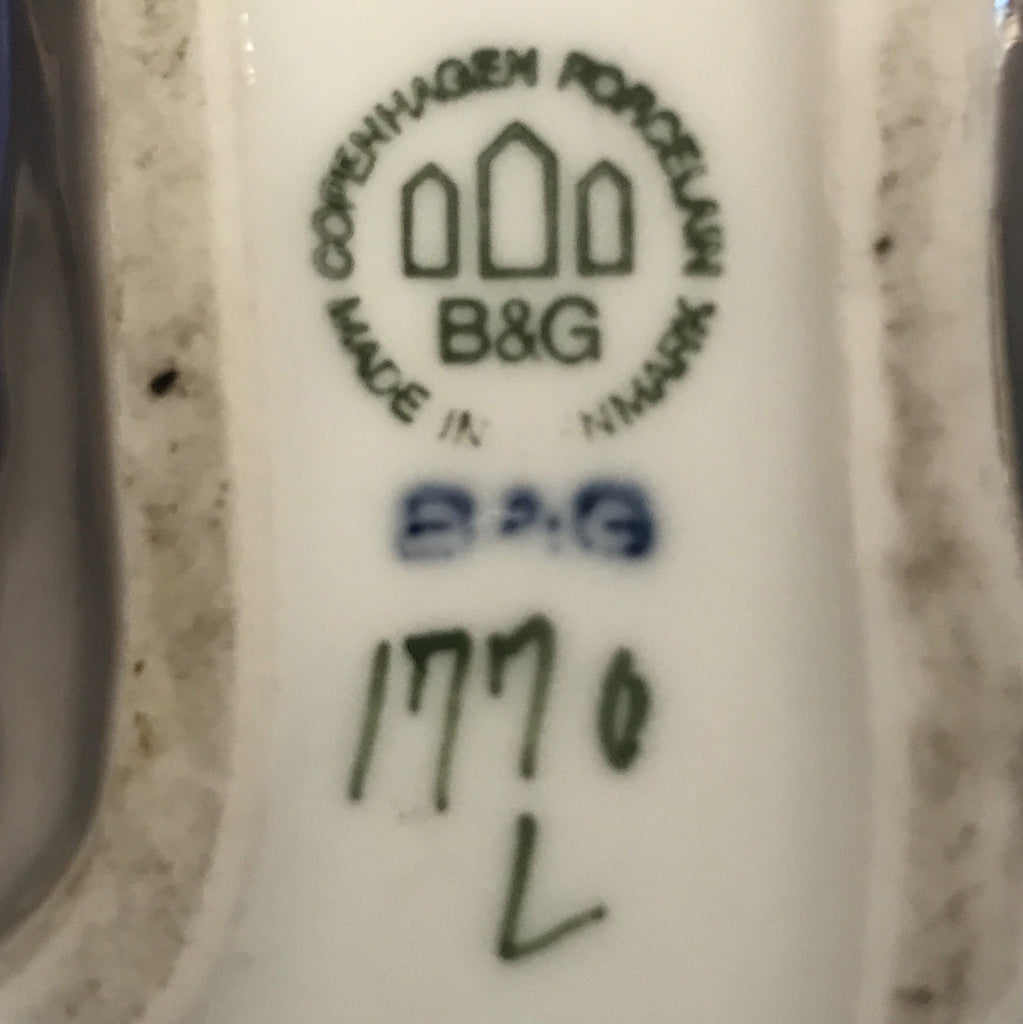 COPENHAGEN PORCELAIN
B&G
MADE IN NMARK
B&G
1770
L